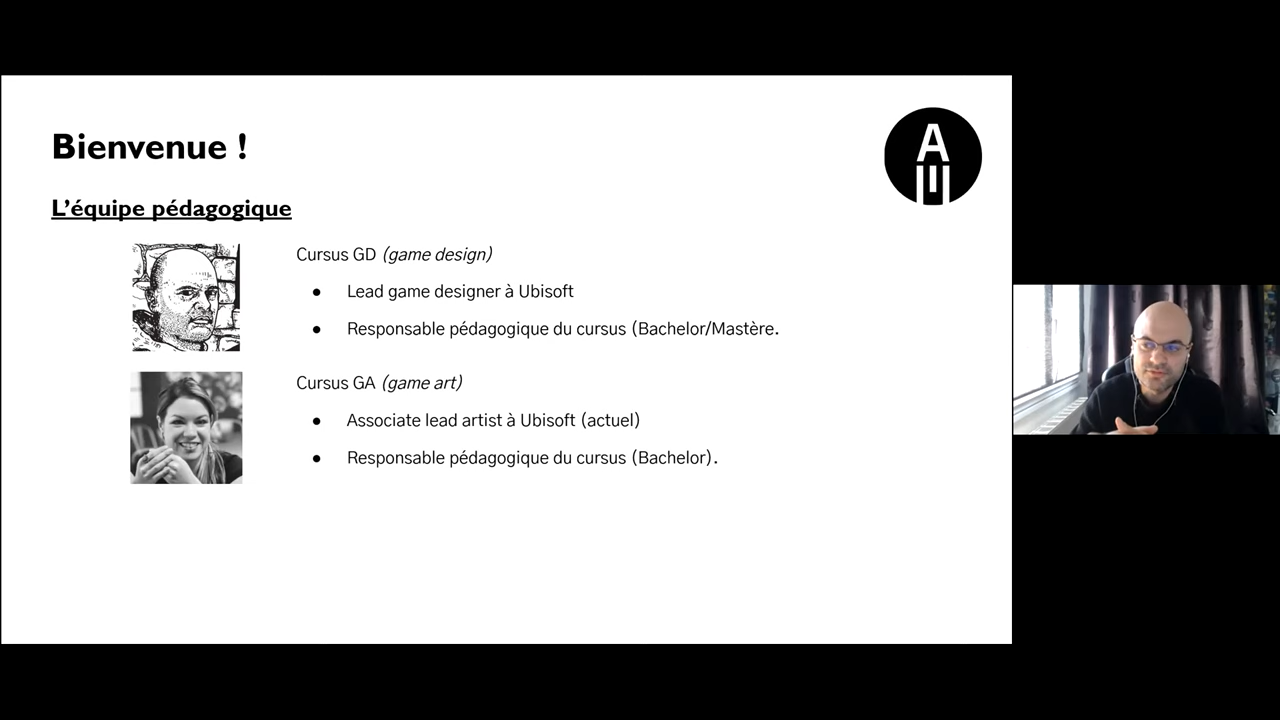 Bienvenue !
A
L'équipe pédagogique
Cursus GD (game design)
● Lead game designer à Ubisoft
● Responsable pédagogique du cursus (Bachelor/Mastère.
Cursus GA (game art)
● Associate lead artist à Ubisoft (actuel)
● Responsable pédagogique du cursus (Bachelor).